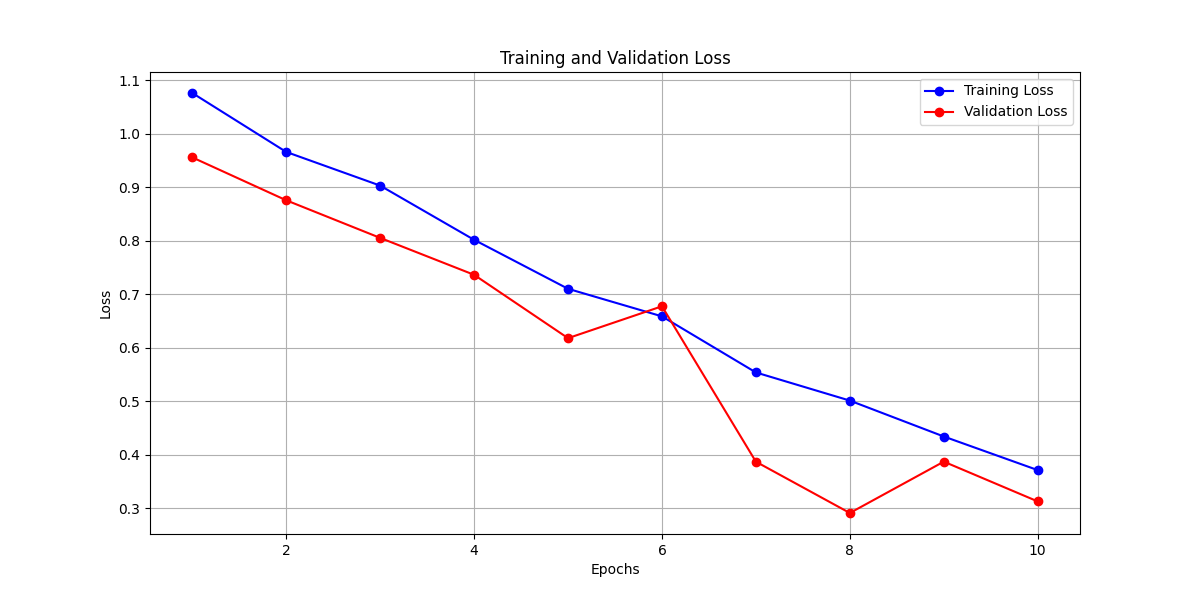 Training and Validation Loss
Training Loss
Validation Loss
Loss
1.1
1.0
0.9
0.8
0.7
0.6
0.5
0.4
0.3
2 4 6 8 10
Epochs